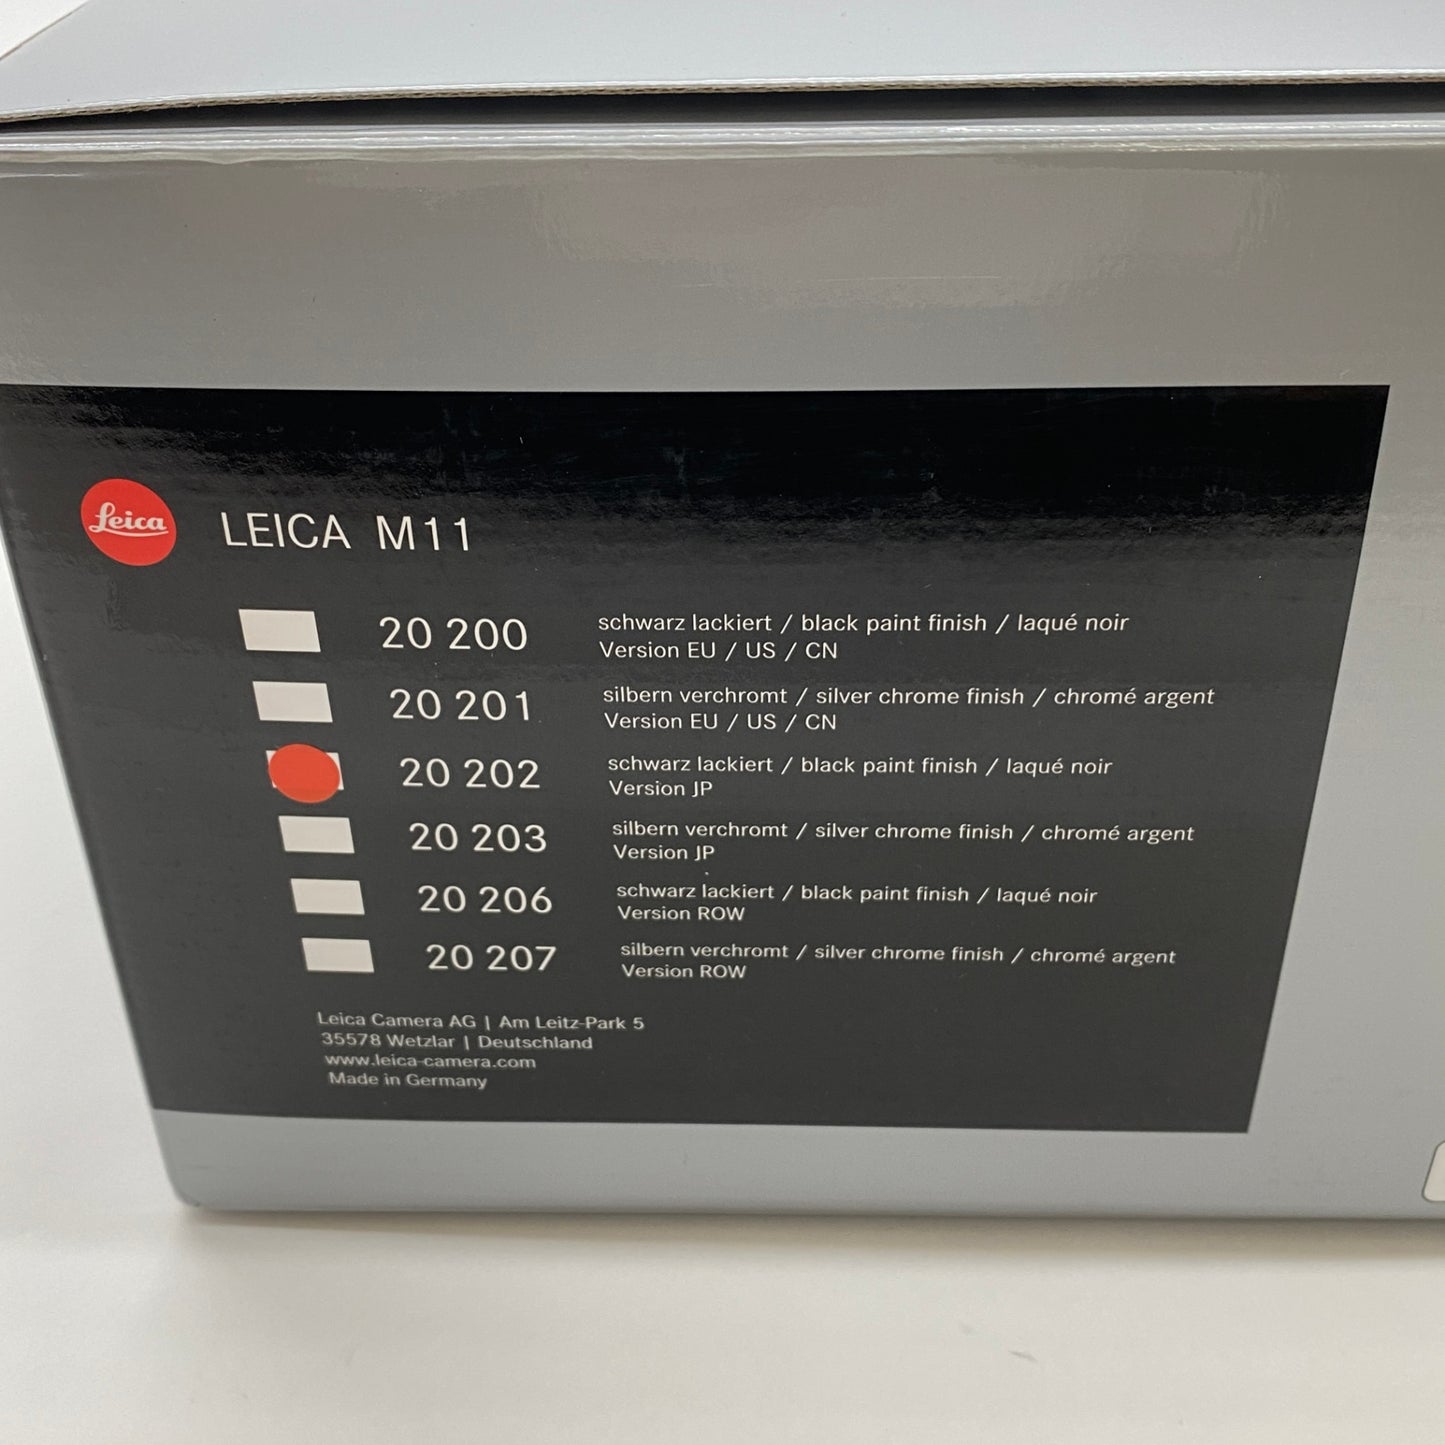 Leica
LEICA M11
20 200
schwarz lackiert / black paint finish / laqué noir
Version EU / US / CN
20 201
silbern verchromt / silver chrome finish / chromé argent
Version EU / US / CN
20 202
schwarz lackiert / black paint finish / laqué noir
Version JP
20 203
silbern verchromt / silver chrome finish / chromé argent
Version JP
20 206
schwarz lackiert / black paint finish / laqué noir
Version ROW
20 207
silbern verchromt / silver chrome finish / chromé argent
Version ROW
Leica Camera AG | Am Leitz-Park 5
35578 Wetzlar | Deutschland
www.leica-camera.com
Made in Germany